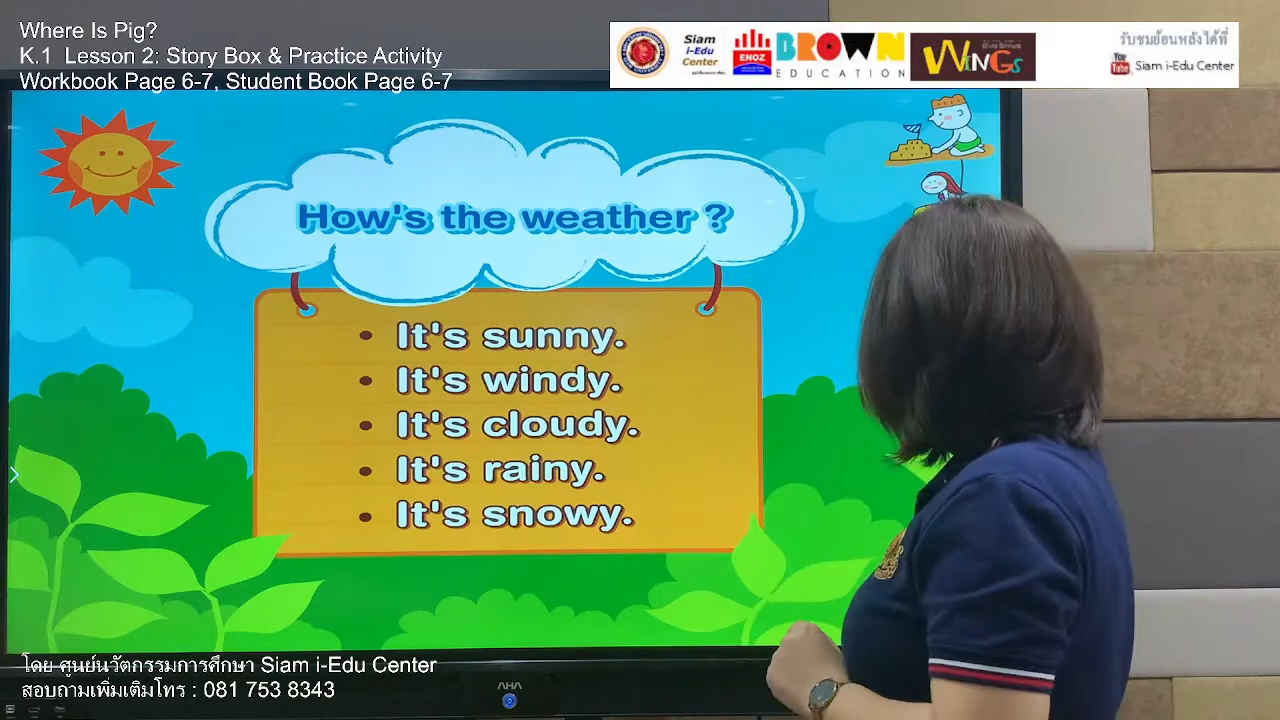 Where Is Pig?
K.1 Lesson 2: Story Box & Practice Activity
Workbook Page 6-7, Student Book Page 6-7
Siam
i-Edu
Center
ENQZ
BROWN
EDUCATION
WINGS
รับชมย้อนหลังได้ที่
You
Tube
Siam i-Edu Center
How's the weather ?
• It's sunny.
• It's windy.
• It's cloudy.
• It's rainy.
• It's snowy.
โดย ศูนย์นวัตกรรมการศึกษา Siam i-Edu Center
สอบถามเพิ่มเติมโทร : 081 753 8343
AHA